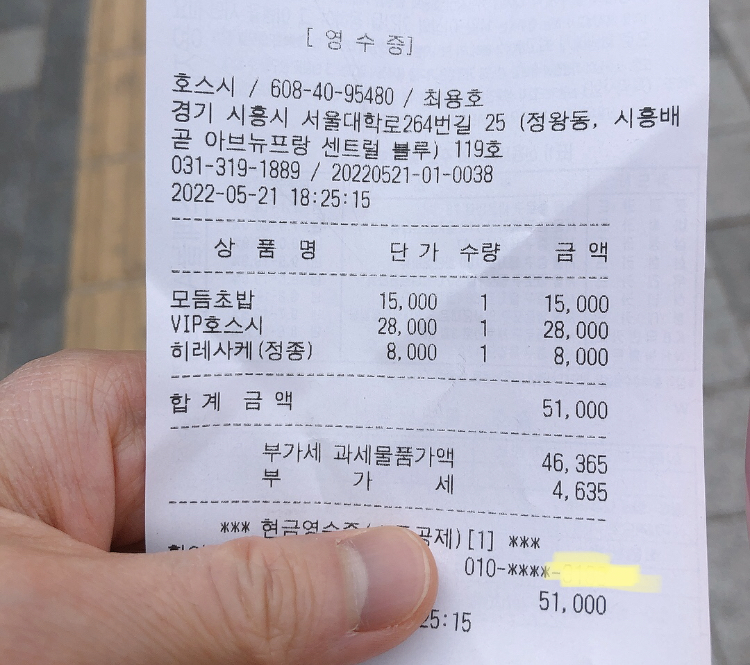 [ 영 수 증]
호스시 / 608-40-95480 / 최용호
경기 시흥시 서울대학로264번길 25 (정왕동, 시흥배
곧 아브뉴프랑 센트럴 블루) 119호
031-319-1889 / 20220521-01-0038
2022-05-21 18:25:15
상 품 명 단 가 수량 금 액
모듬초밥 15,000 1 15,000
VIP호스시 28,000 1 28,000
히레사케(정종) 8,000 1 8,000
합 계 금 액 51,000
부가세 과세물품가액 46,365
부 가 세 4,635
*** 현금영수증( 공제)[1] ***
010-****-
51,000
25:15